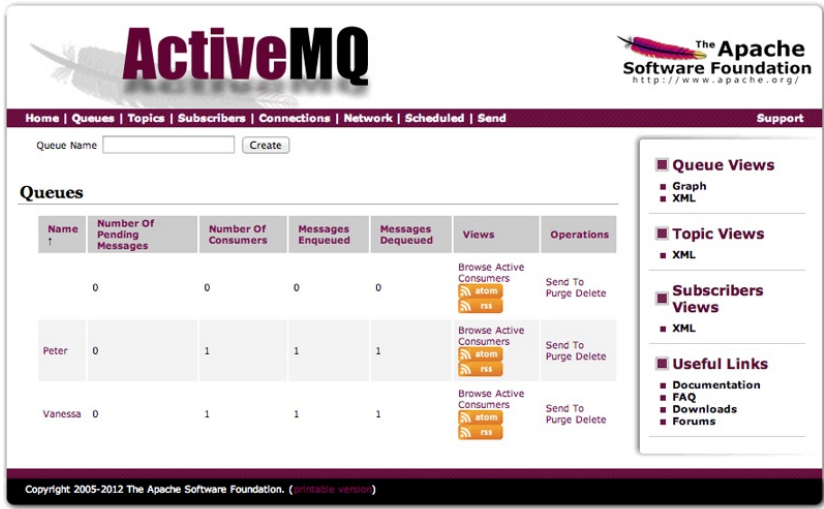 ActiveMQ
The Apache
Software Foundation
http://www.apache.org/
Home | Queues | Topics | Subscribers | Connections | Network | Scheduled | Send
Support
Queue Name
Create
Queues
Name ↑
Number Of
Pending
Messages
Number Of
Consumers
Messages
Enqueued
Messages
Dequeued
Views
Operations
0 0 0 0
Browse Active
Consumers
atom
rss
Send To
Purge Delete
Peter 0 1 1 1
Browse Active
Consumers
atom
rss
Send To
Purge Delete
Vanessa 0 1 1 1
Browse Active
Consumers
atom
rss
Send To
Purge Delete
Queue Views
Graph
XML
Topic Views
XML
Subscribers
Views
XML
Useful Links
Documentation
FAQ
Downloads
Forums
Copyright 2005-2012 The Apache Software Foundation. (printable version)